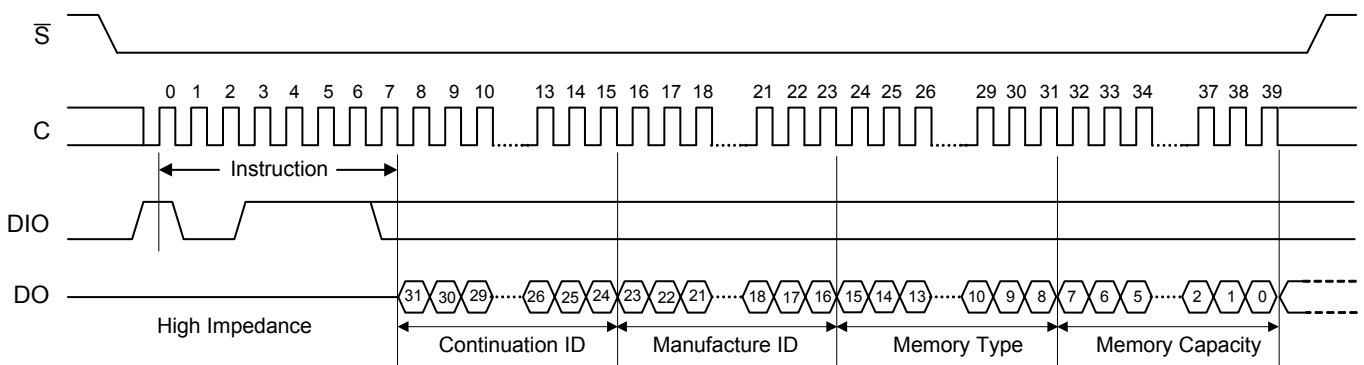 S
0 1 2 3 4 5 6 7 8 9 10 13 14 15 16 17 18 21 22 23 24 25 26 29 30 31 32 33 34 37 38 39
C
Instruction
DIO
DO
31 30 29 26 25 24 23 22 21 18 17 16 15 14 13 10 9 8 7 6 5 2 1 0
High Impedance
Continuation ID Manufacture ID Memory Type Memory Capacity